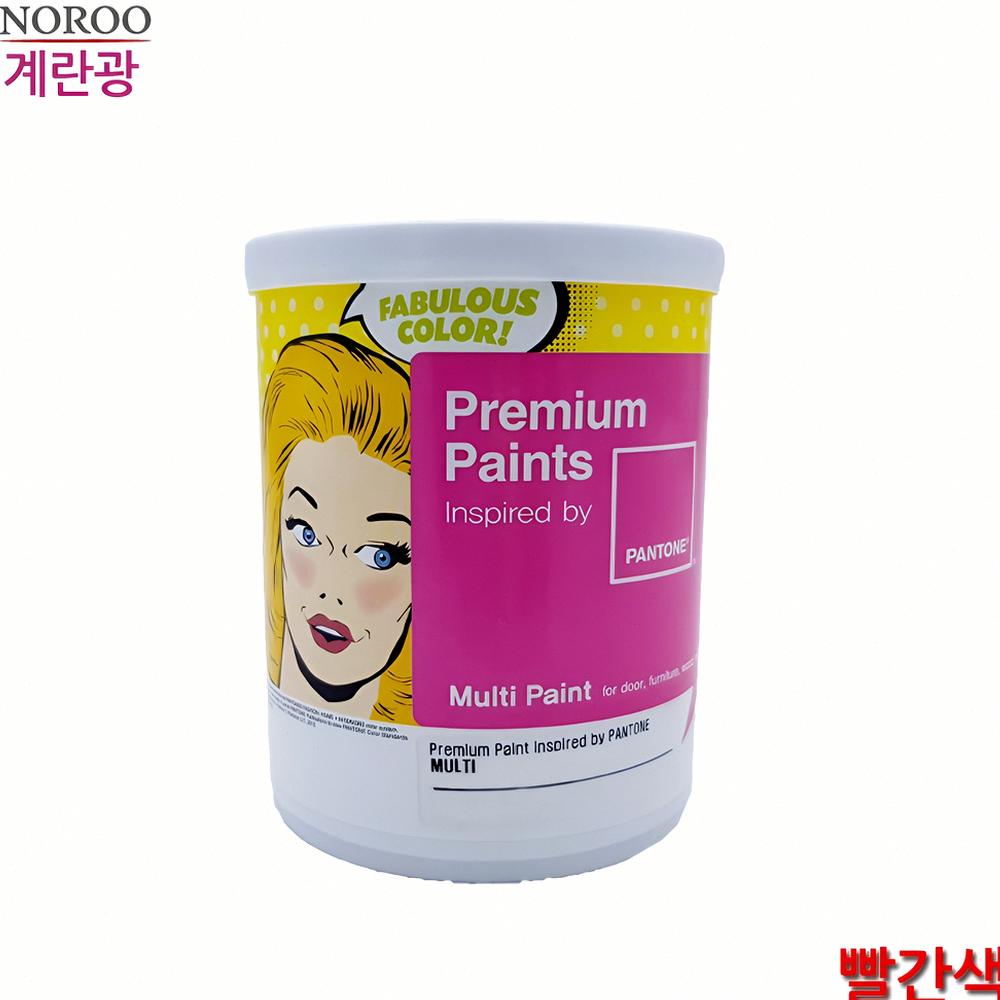 NOROO
계란광
FABULOUS
COLOR!
Premium
Paints
Inspired by
PANTONE®
Multi Paint for door, furniture, wood
Premium Paint Inspired by PANTONE
MULTI
빨간색